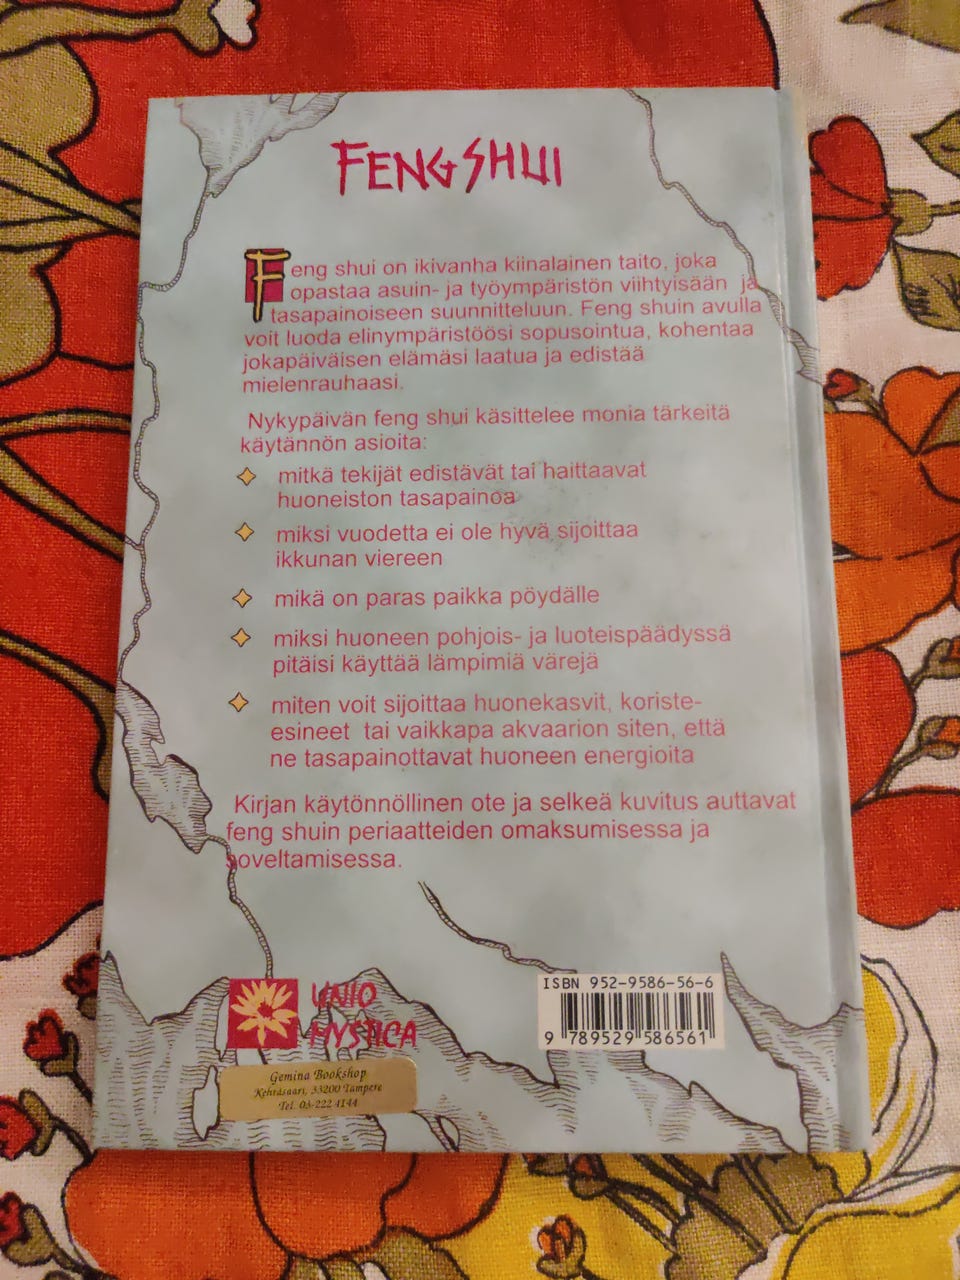 FENG SHUI
Feng shui on ikivanha kiinalainen taito, joka
opastaa asuin- ja työympäristön viihtyisään ja
tasapainoiseen suunnitteluun. Feng shuin avulla
voit luoda elinympäristöösi sopusointua, kohentaa
jokapäiväisen elämäsi laatua ja edistää
mielenrauhaasi.
Nykypäivän feng shui käsittelee monia tärkeitä
käytännön asioita:
mitkä tekijät edistävät tai haittaavat
huoneiston tasapainoa
miksi vuodetta ei ole hyvä sijoittaa
ikkunan viereen
mikä on paras paikka pöydälle
miksi huoneen pohjois- ja luoteispäädyssä
pitäisi käyttää lämpimiä värejä
miten voit sijoittaa huonekasvit, koriste-
esineet tai vaikkapa akvaarion siten, että
ne tasapainottavat huoneen energioita
Kirjan käytönnöllinen ote ja selkeä kuvitus auttavat
feng shuin periaatteiden omaksumisessa ja
soveltamisessa.
UNIO
MYSTICA
ISBN 952-9586-56-6
9 789529 586561
Gemina Bookshop
Kehräsaari, 33200 Tampere
Tel. 03-222 4144